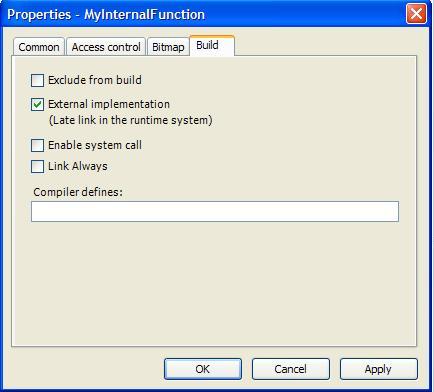 Properties - MyInternalFunction
Common Access control Bitmap Build
Exclude from build
External implementation
(Late link in the runtime system)
Enable system call
Link Always
Compiler defines:
OK Cancel Apply